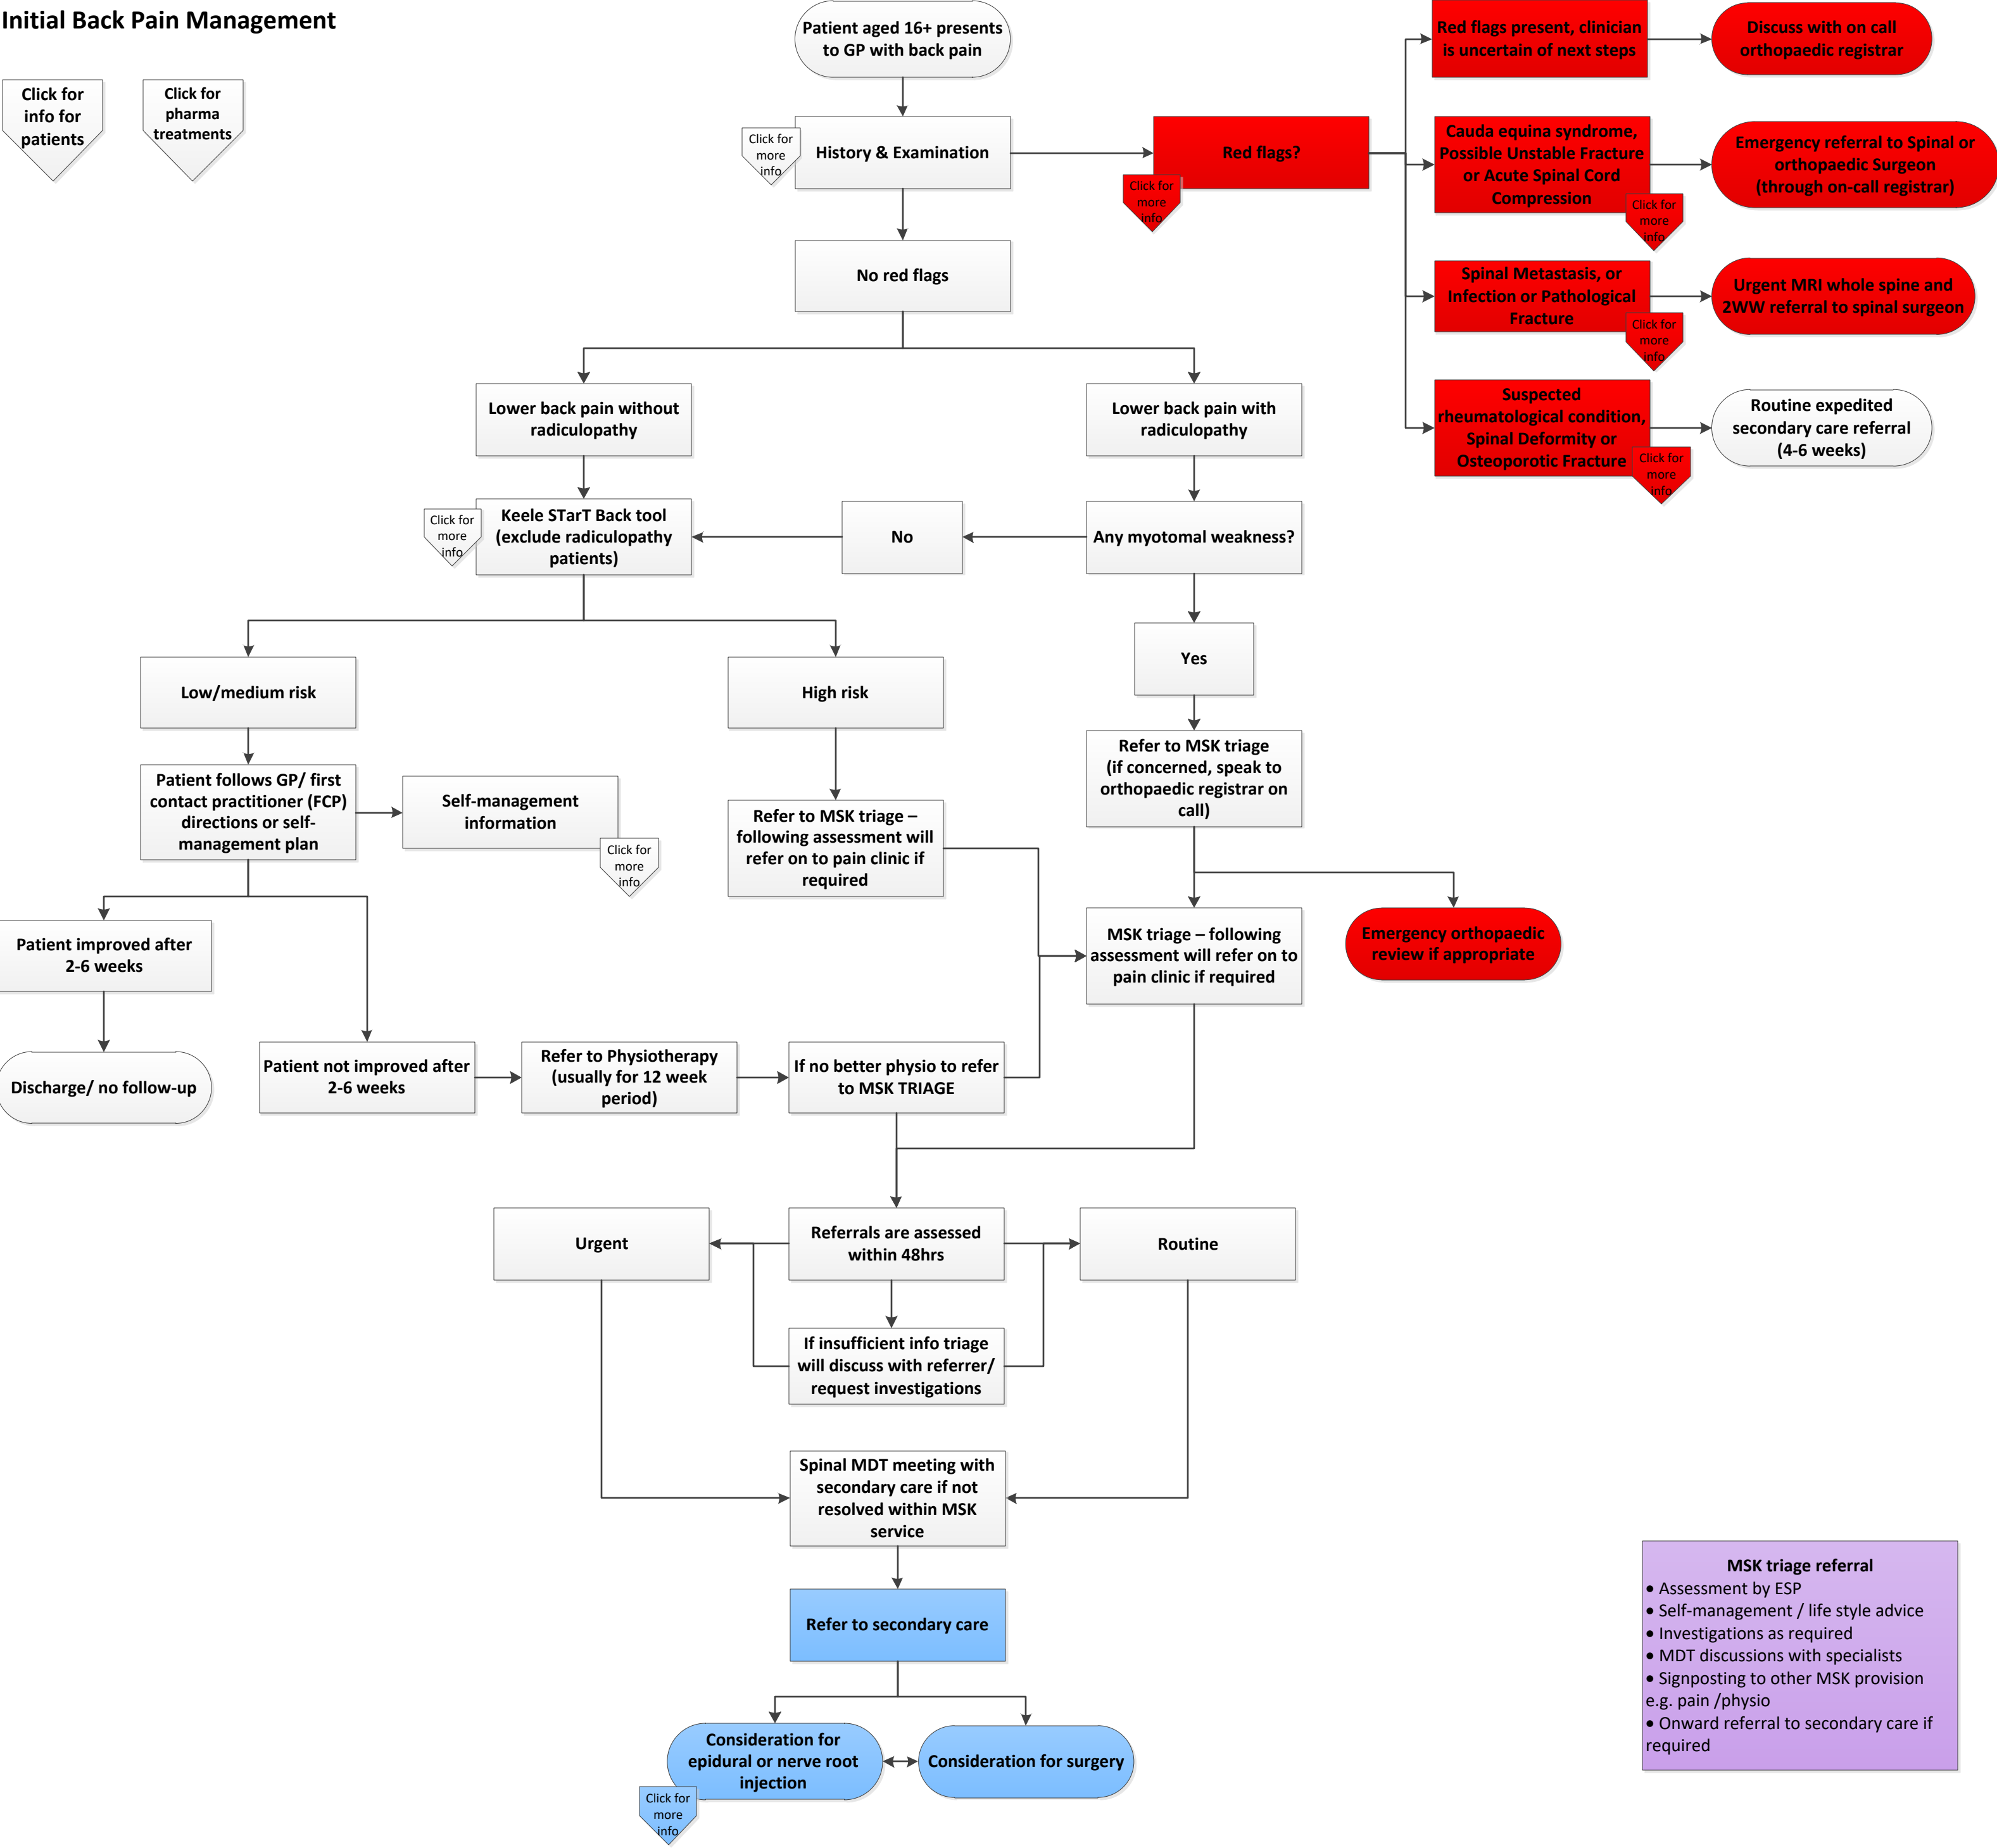 Initial Back Pain Management
Click for
info for
patients
Click for
pharma
treatments
Patient aged 16+ presents
to GP with back pain
Red flags present, clinician
is uncertain of next steps
Discuss with on call
orthopaedic registrar
Click for
more
info
History & Examination
Red flags?
Click for
more
info
Cauda equina syndrome,
Possible Unstable Fracture
or Acute Spinal Cord
Compression
Click for
more
info
Emergency referral to Spinal or
orthopaedic Surgeon
(through on-call registrar)
No red flags
Spinal Metastasis, or
Infection or Pathological
Fracture
Click for
more
info
Urgent MRI whole spine and
2WW referral to spinal surgeon
Lower back pain without
radiculopathy
Lower back pain with
radiculopathy
Suspected
rheumatological condition,
Spinal Deformity or
Osteoporotic Fracture
Click for
more
info
Routine expedited
secondary care referral
(4-6 weeks)
Click for
more
info
Keele STarT Back tool
(exclude radiculopathy
patients)
No
Any myotomal weakness?
Yes
Low/medium risk
High risk
Patient follows GP/ first
contact practitioner (FCP)
directions or self-
management plan
Self-management
information
Click for
more
info
Refer to MSK triage –
following assessment will
refer on to pain clinic if
required
Refer to MSK triage
(if concerned, speak to
orthopaedic registrar on
call)
Patient improved after
2-6 weeks
MSK triage – following
assessment will refer on to
pain clinic if required
Emergency orthopaedic
review if appropriate
Discharge/ no follow-up
Patient not improved after
2-6 weeks
Refer to Physiotherapy
(usually for 12 week
period)
If no better physio to refer
to MSK TRIAGE
Urgent
Referrals are assessed
within 48hrs
Routine
If insufficient info triage
will discuss with referrer/
request investigations
Spinal MDT meeting with
secondary care if not
resolved within MSK
service
Refer to secondary care
Consideration for
epidural or nerve root
injection
Click for
more
info
Consideration for surgery
MSK triage referral
● Assessment by ESP
● Self-management / life style advice
● Investigations as required
● MDT discussions with specialists
● Signposting to other MSK provision
e.g. pain /physio
● Onward referral to secondary care if
required